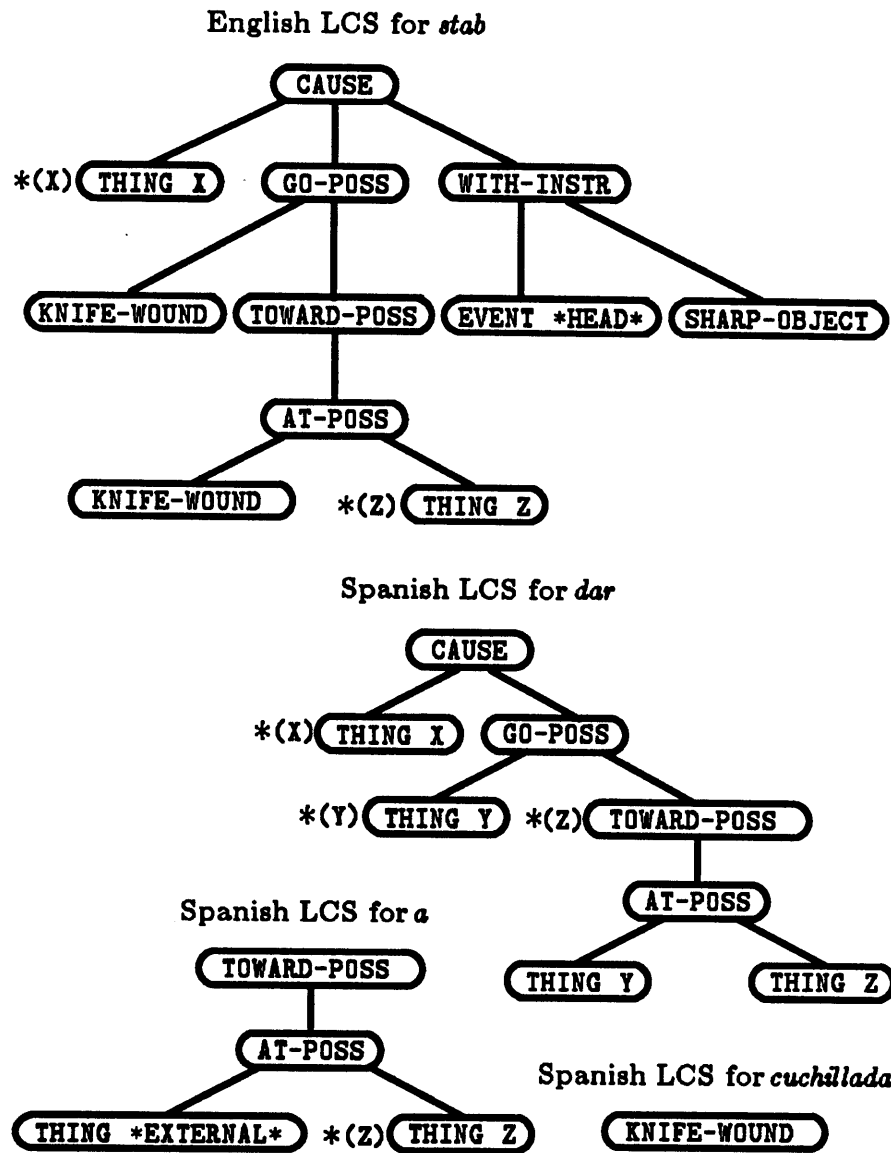 English LCS for stab
CAUSE
*(X) THING X GO-POSS WITH-INSTR
KNIFE-WOUND TOWARD-POSS EVENT *HEAD* SHARP-OBJECT
AT-POSS
KNIFE-WOUND *(Z) THING Z
Spanish LCS for dar
CAUSE
*(X) THING X GO-POSS
*(Y) THING Y *(Z) TOWARD-POSS
AT-POSS
THING Y THING Z
Spanish LCS for a
TOWARD-POSS
AT-POSS
THING *EXTERNAL* *(Z) THING Z
Spanish LCS for cuchillada
KNIFE-WOUND